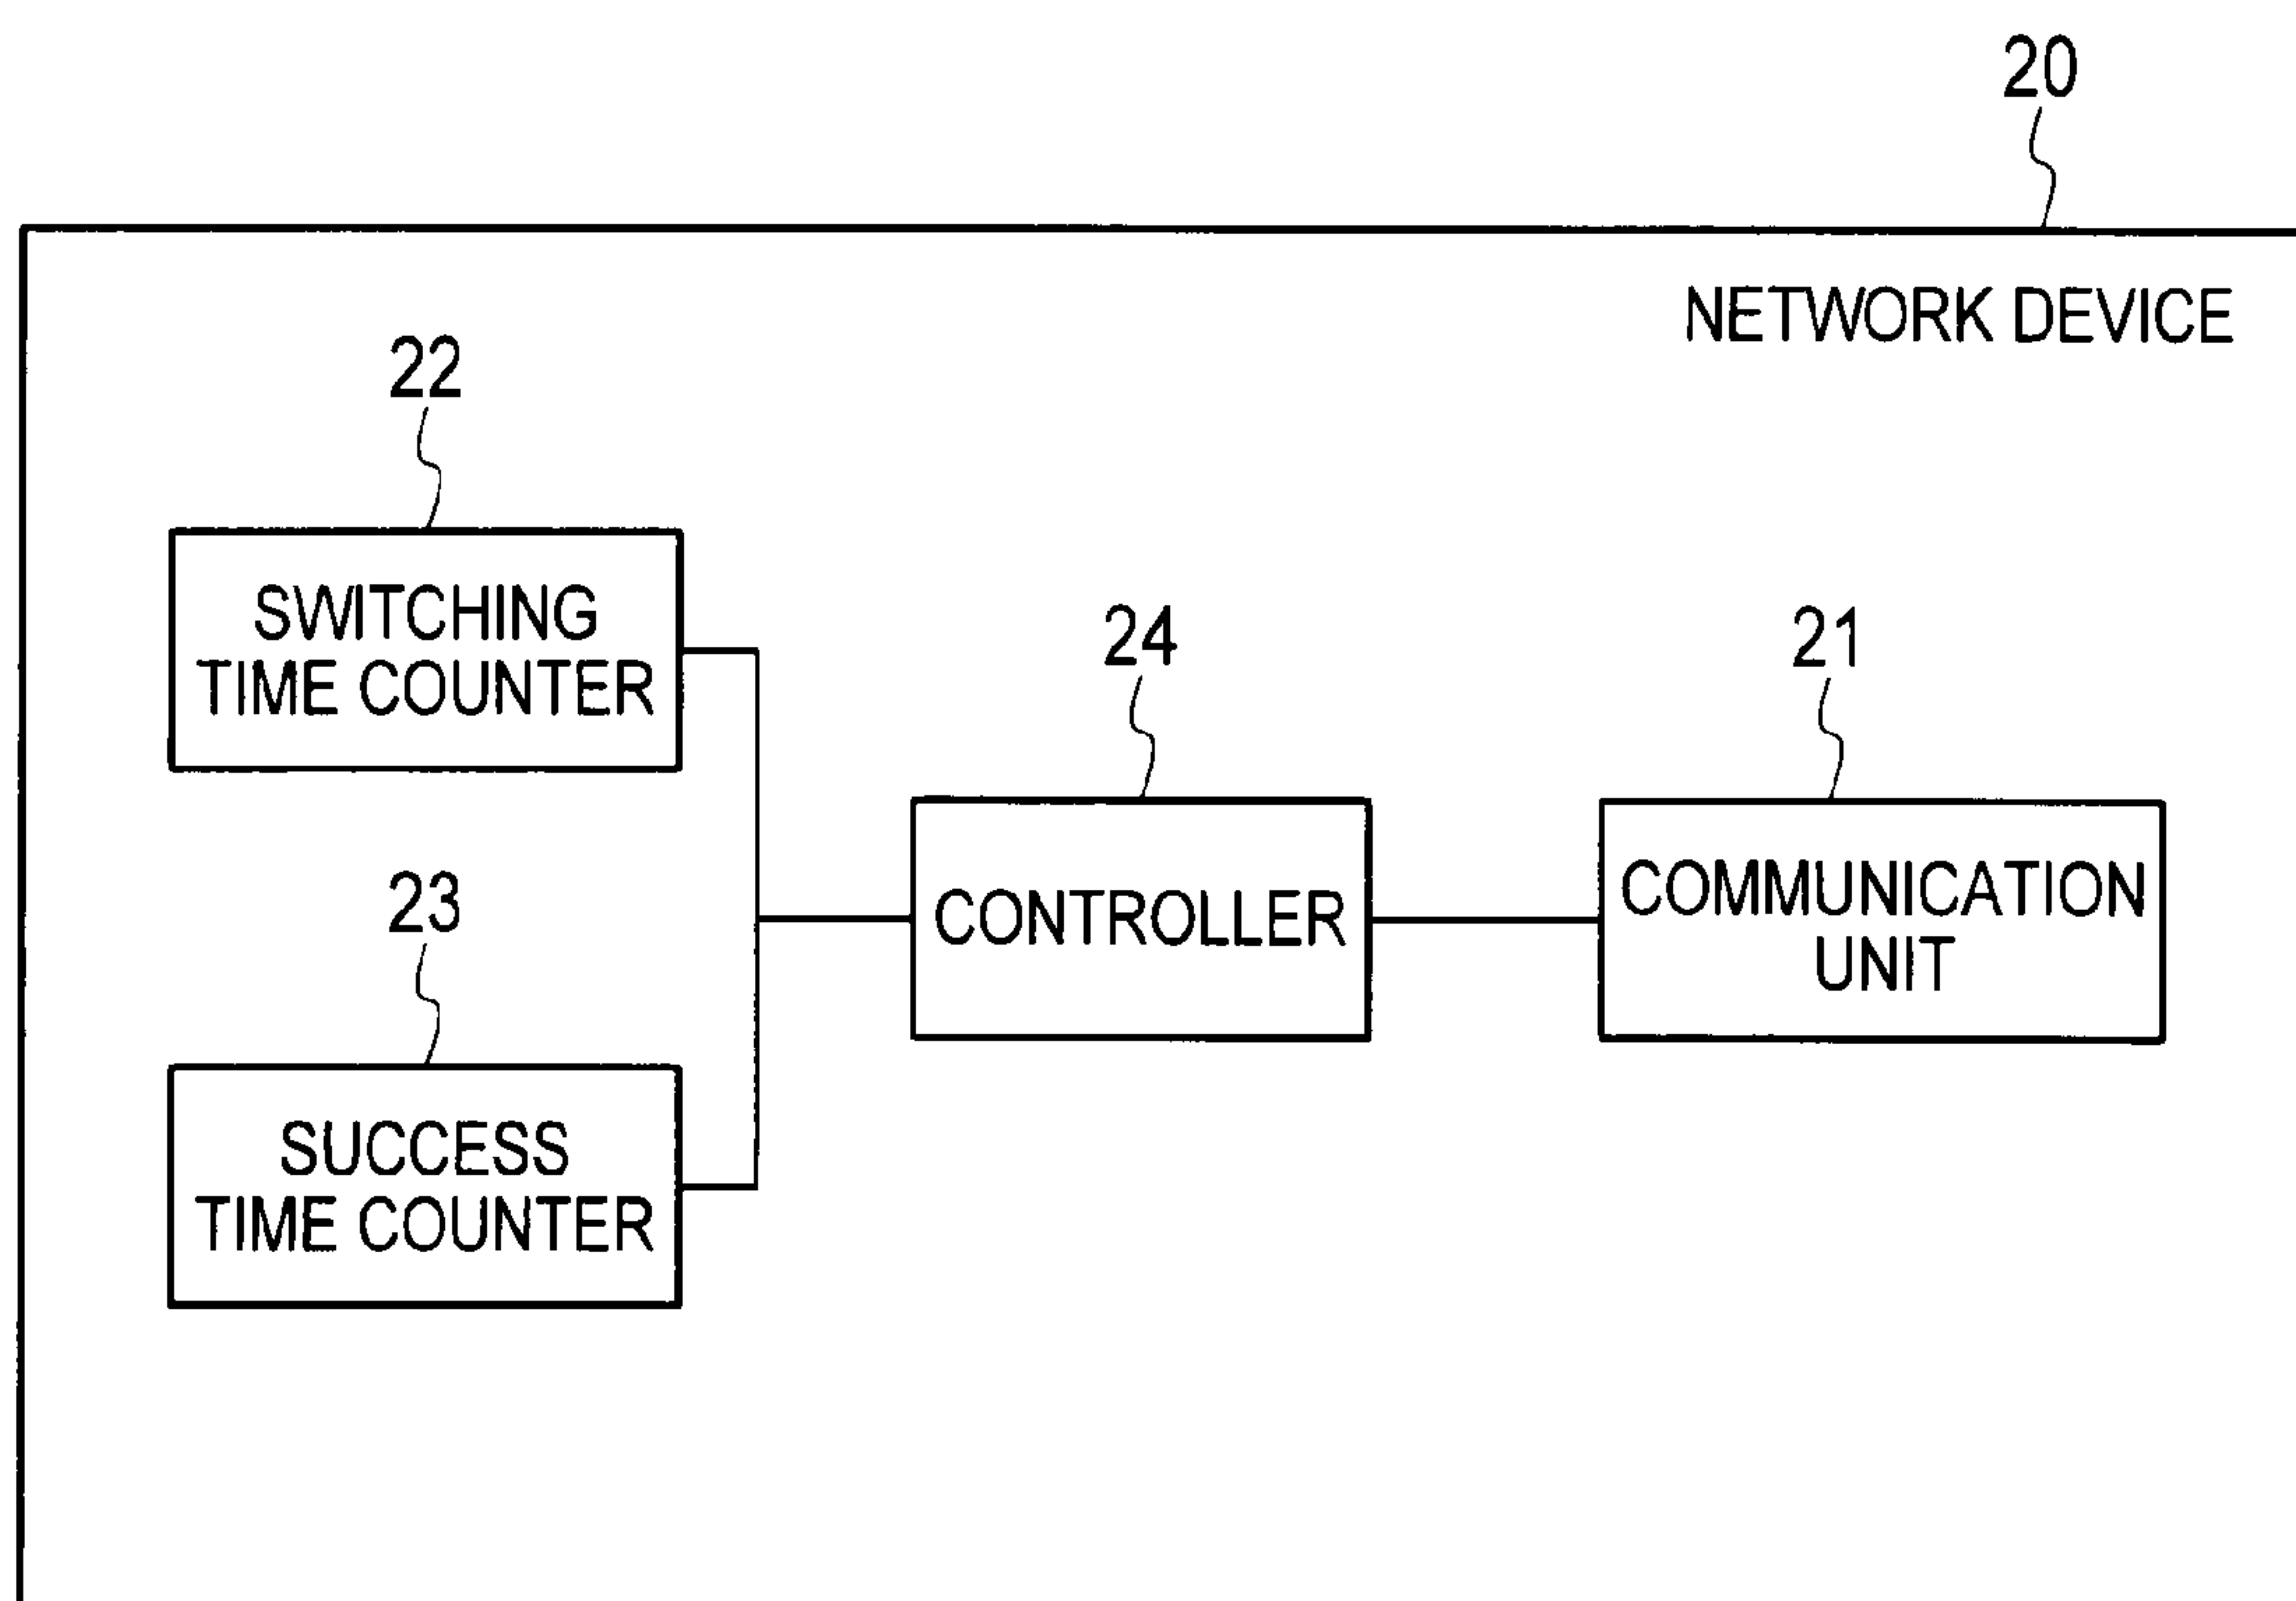 20
NETWORK DEVICE
22
SWITCHING
TIME COUNTER
24
CONTROLLER
21
COMMUNICATION
UNIT
23
SUCCESS
TIME COUNTER